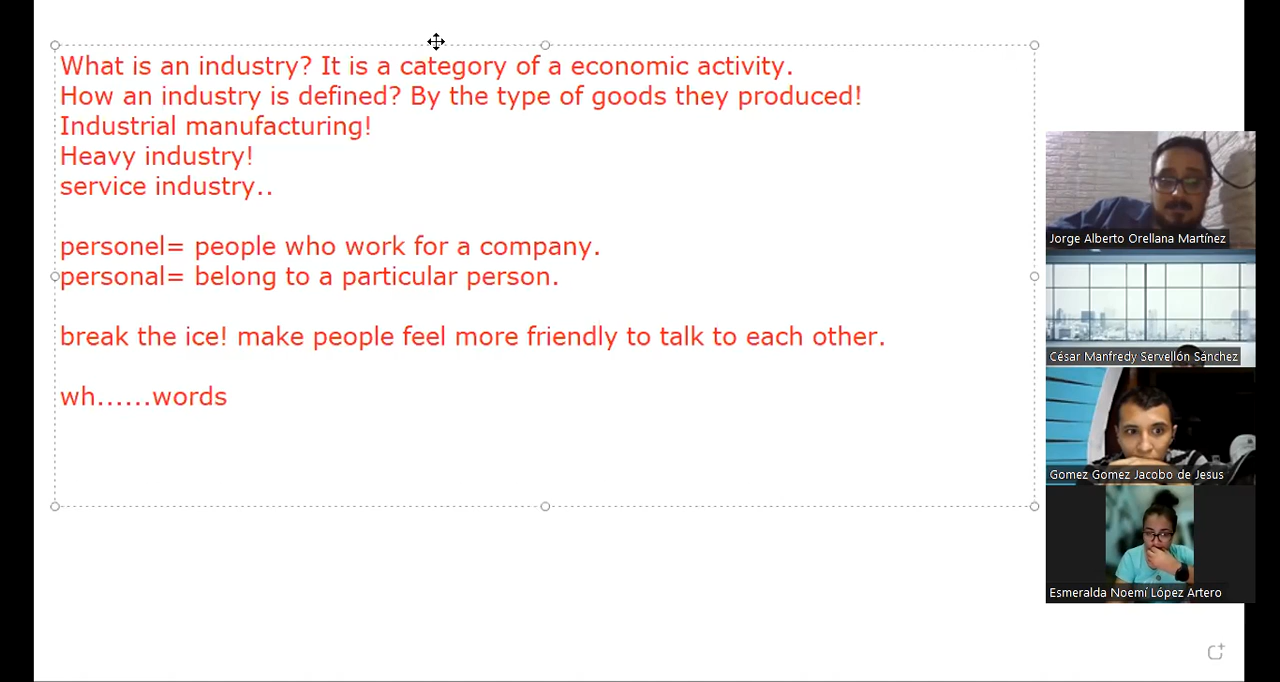 What is an industry? It is a category of a economic activity.
How an industry is defined? By the type of goods they produced!
Industrial manufacturing!
Heavy industry!
service industry..
personel= people who work for a company.
personal= belong to a particular person.
break the ice! make people feel more friendly to talk to each other.
wh......words
Jorge Alberto Orellana Martínez
César Manfredy Servellón Sánchez
Gomez Gomez Jacobo de Jesus
Esmeralda Noemí López Artero